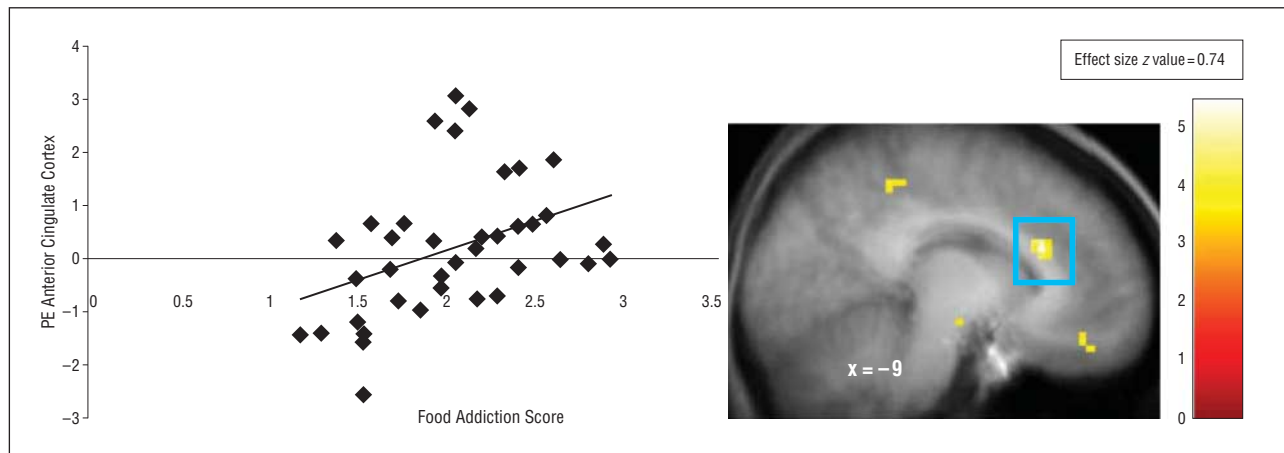 4
3
2
1
0
−1
−2
−3
PE Anterior Cingulate Cortex
0 0.5 1 1.5 2 2.5 3 3.5
Food Addiction Score
x = −9
Effect size z value = 0.74
5
4
3
2
1
0